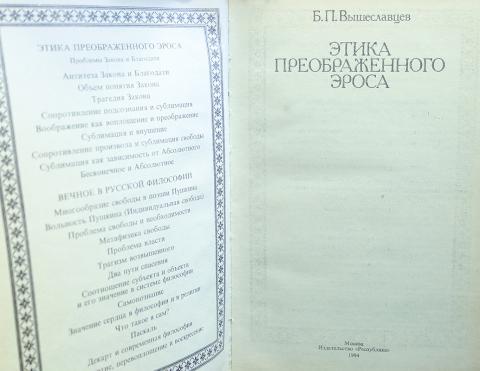 ЭТИКА ПРЕОБРАЖЕННОГО ЭРОСА
Проблемы Закона и Благодати
Антитеза Закона и Благодати
Объем понятия Закона
Трагедия Закона
Сопротивление подсознания и сублимация
Воображение как воплощение и преображение
Сублимация и внушение
Сопротивление произвола и сублимация свободы
Сублимация как зависимость от Абсолютного
Бесконечное и Абсолютное
ВЕЧНОЕ В РУССКОЙ ФИЛОСОФИИ
Многообразие свободы в поэзии Пушкина
Вольность Пушкина (Индивидуальная свобода)
Проблема свободы и необходимости
Метафизика свободы
Проблема власти
Трагизм возвышенного
Два пути спасения
Соотношение субъекта и объекта
и его значение в системе философии
Самопознание
Значение сердца в философии и в религии
Что такое я сам?
Паскаль
Декарт и современная философия
перевоплощение и воскресение
Б.П.Вышеславцев
ЭТИКА
ПРЕОБРАЖЕННОГО
ЭРОСА
Москва
Издательство «Республика»
1994